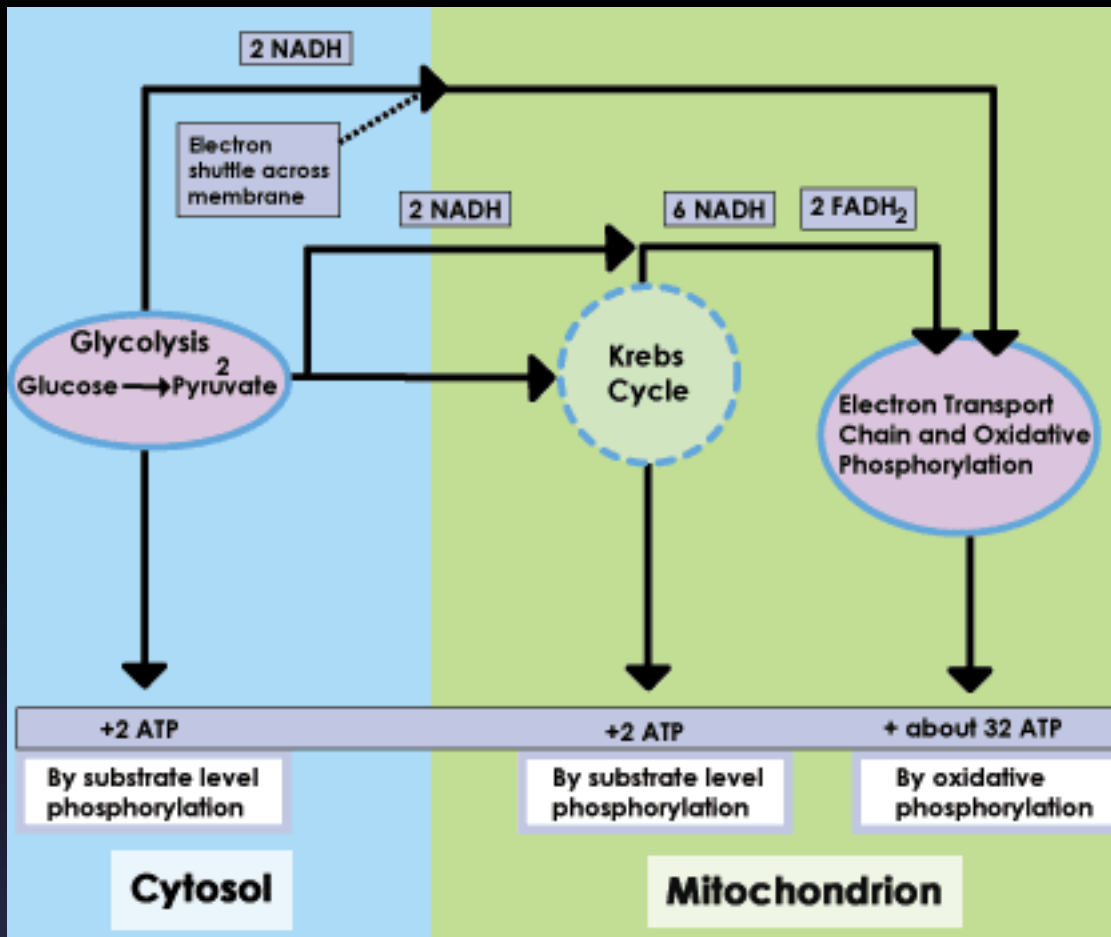 2 NADH
Electron
shuttle across
membrane
2 NADH
6 NADH
2 FADH₂
Glycolysis
2
Glucose → Pyruvate
Krebs
Cycle
Electron Transport
Chain and Oxidative
Phosphorylation
+2 ATP
+2 ATP
+ about 32 ATP
By substrate level
phosphorylation
By substrate level
phosphorylation
By oxidative
phosphorylation
Cytosol
Mitochondrion